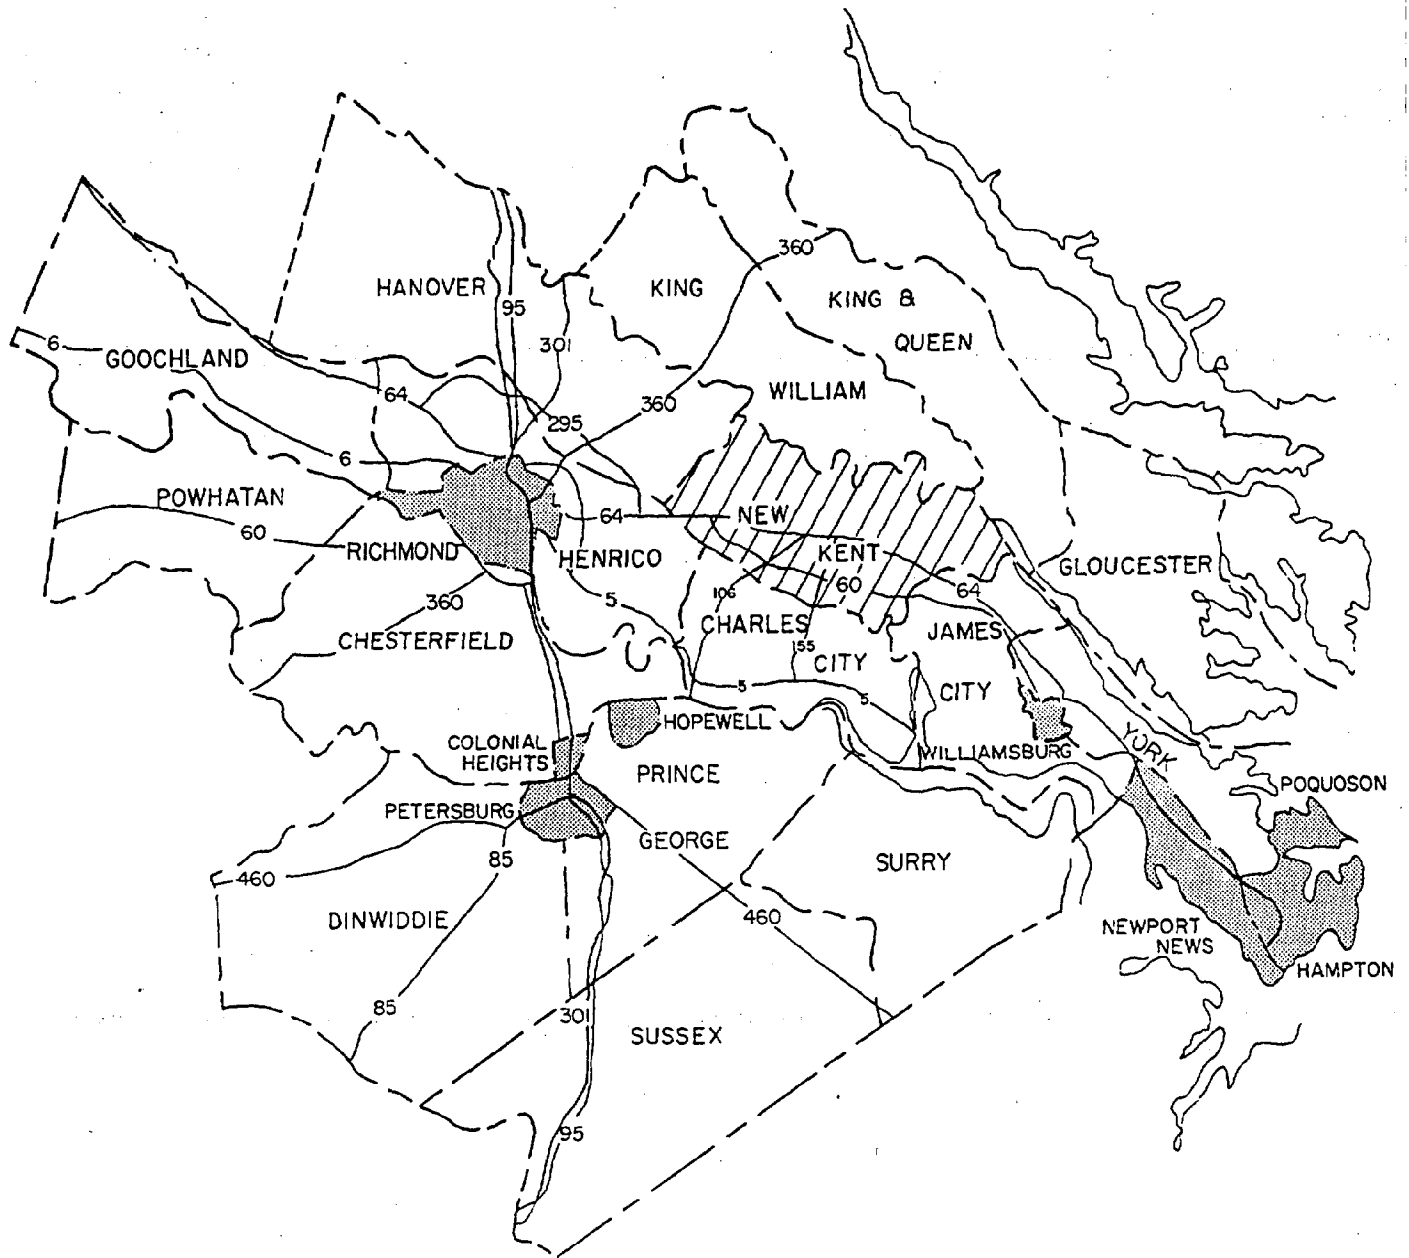 360
HANOVER
KING
KING &
95
6
301
QUEEN
GOOCHLAND
64
WILLIAM
360
295
6
POWHATAN
64
NEW
60
RICHMOND
HENRICO
KENT
GLOUCESTER
60
64
106
360
5
CHARLES
JAMES
CHESTERFIELD
55
CITY
5
CITY
5
HOPEWELL
YORK
COLONIAL
HEIGHTS
WILLIAMSBURG
PRINCE
POQUOSON
PETERSBURG
GEORGE
85
SURRY
460
460
DINWIDDIE
NEWPORT
NEWS
HAMPTON
85
301
SUSSEX
95